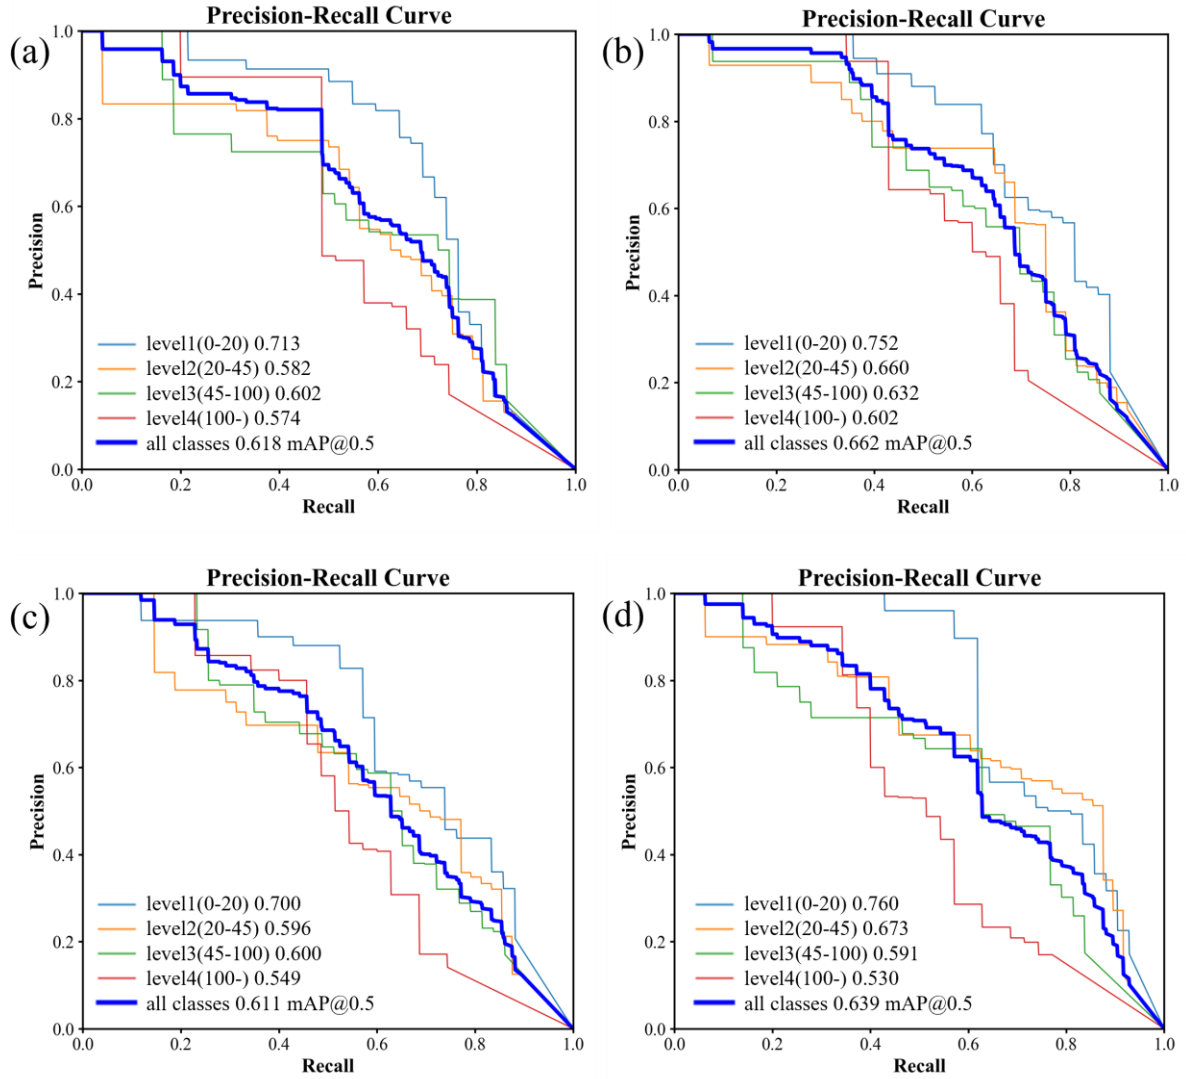 (a)
Precision-Recall Curve
1.0
0.8
0.6
0.4
0.2
0.0
Precision
level1(0-20) 0.713
level2(20-45) 0.582
level3(45-100) 0.602
level4(100-) 0.574
all classes 0.618 mAP@0.5
0.0 0.2 0.4 0.6 0.8 1.0
Recall
(b)
Precision-Recall Curve
1.0
0.8
0.6
0.4
0.2
0.0
Precision
level1(0-20) 0.752
level2(20-45) 0.660
level3(45-100) 0.632
level4(100-) 0.602
all classes 0.662 mAP@0.5
0.0 0.2 0.4 0.6 0.8 1.0
Recall
(c)
Precision-Recall Curve
1.0
0.8
0.6
0.4
0.2
0.0
Precision
level1(0-20) 0.700
level2(20-45) 0.596
level3(45-100) 0.600
level4(100-) 0.549
all classes 0.611 mAP@0.5
0.0 0.2 0.4 0.6 0.8 1.0
Recall
(d)
Precision-Recall Curve
1.0
0.8
0.6
0.4
0.2
0.0
Precision
level1(0-20) 0.760
level2(20-45) 0.673
level3(45-100) 0.591
level4(100-) 0.530
all classes 0.639 mAP@0.5
0.0 0.2 0.4 0.6 0.8 1.0
Recall